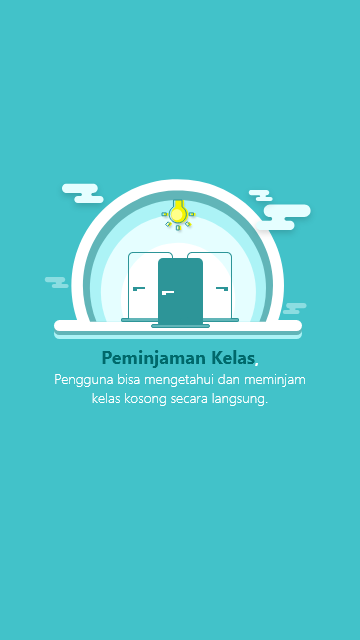 Peminjaman Kelas.
Pengguna bisa mengetahui dan meminjam
kelas kosong secara langsung.